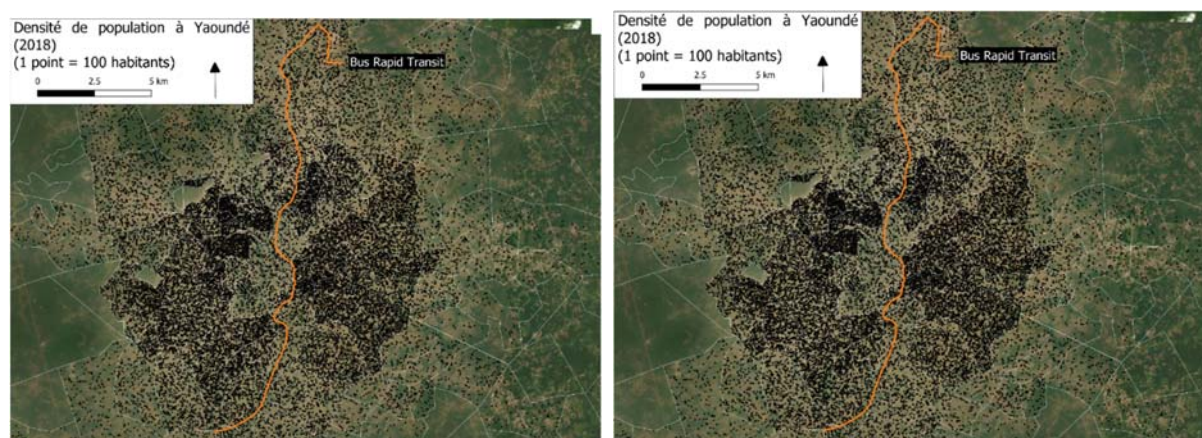 Densité de population à Yaoundé
(2018)
(1 point = 100 habitants)
0 2.5 5 km
Bus Rapid Transit
Densité de population à Yaoundé
(2018)
(1 point = 100 habitants)
0 2.5 5 km
Bus Rapid Transit